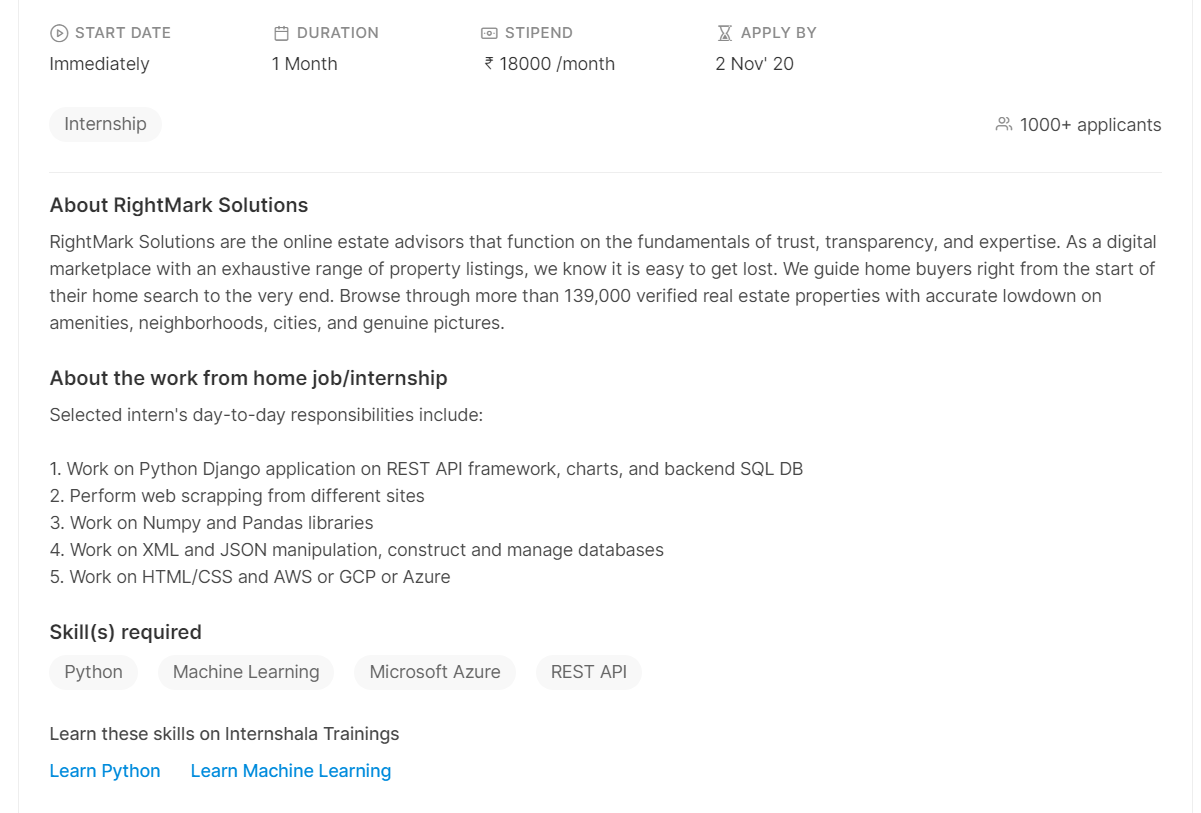 START DATE DURATION STIPEND APPLY BY
Immediately 1 Month ₹ 18000 /month 2 Nov' 20
Internship 1000+ applicants
About RightMark Solutions
RightMark Solutions are the online estate advisors that function on the fundamentals of trust, transparency, and expertise. As a digital
marketplace with an exhaustive range of property listings, we know it is easy to get lost. We guide home buyers right from the start of
their home search to the very end. Browse through more than 139,000 verified real estate properties with accurate lowdown on
amenities, neighborhoods, cities, and genuine pictures.
About the work from home job/internship
Selected intern's day-to-day responsibilities include:
1. Work on Python Django application on REST API framework, charts, and backend SQL DB
2. Perform web scrapping from different sites
3. Work on Numpy and Pandas libraries
4. Work on XML and JSON manipulation, construct and manage databases
5. Work on HTML/CSS and AWS or GCP or Azure
Skill(s) required
Python Machine Learning Microsoft Azure REST API
Learn these skills on Internshala Trainings
Learn Python Learn Machine Learning